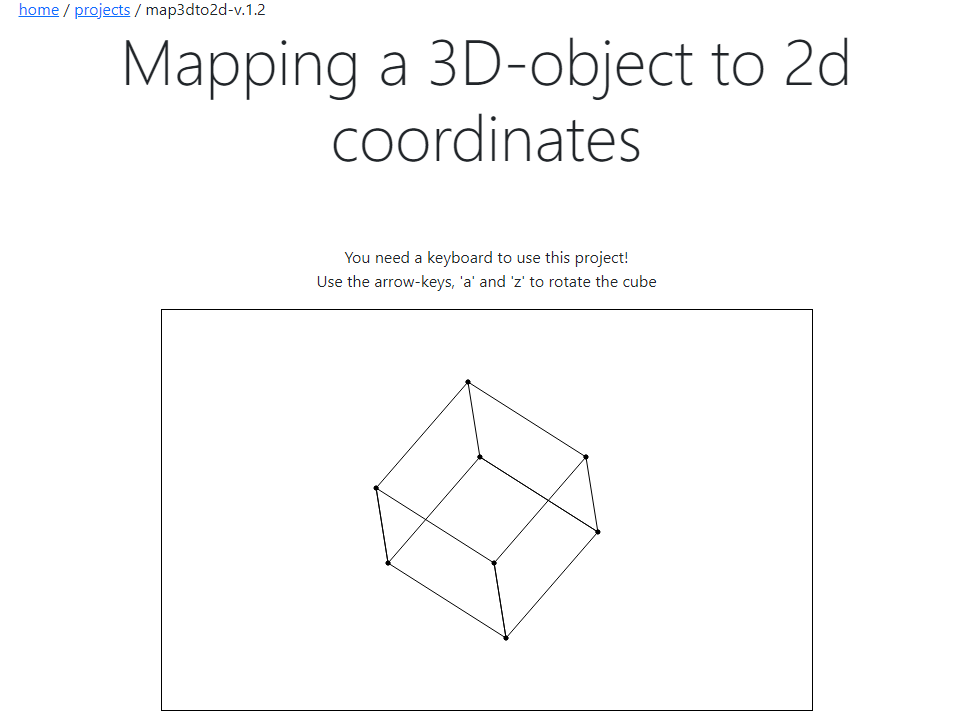 home / projects / map3dto2d-v.1.2
Mapping a 3D-object to 2d
coordinates
You need a keyboard to use this project!
Use the arrow-keys, 'a' and 'z' to rotate the cube